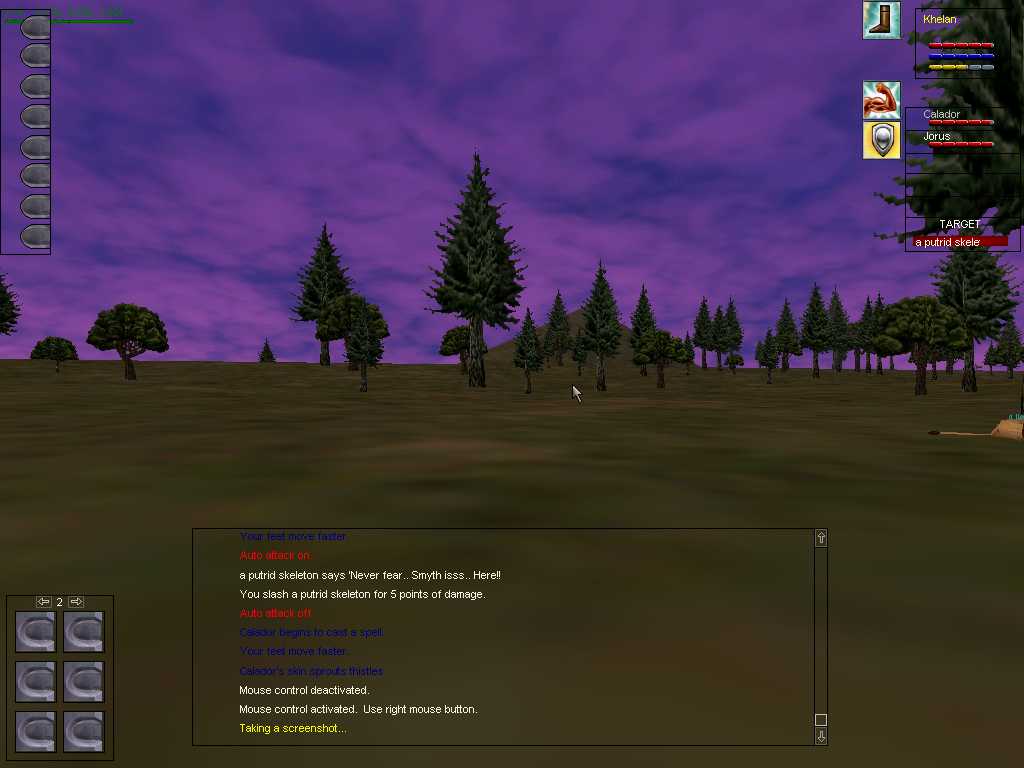 Khelan
Calador
Jorus
TARGET
a putrid skele
Your feet move faster.
Auto attack on.
a putrid skeleton says 'Never fear.. Smyth isss.. Here!!
You slash a putrid skeleton for 5 points of damage.
Auto attack off.
Calador begins to cast a spell.
Your feet move faster.
Calador's skin sprouts thistles
Mouse control deactivated.
Mouse control activated.  Use right mouse button.
Taking a screenshot...
2